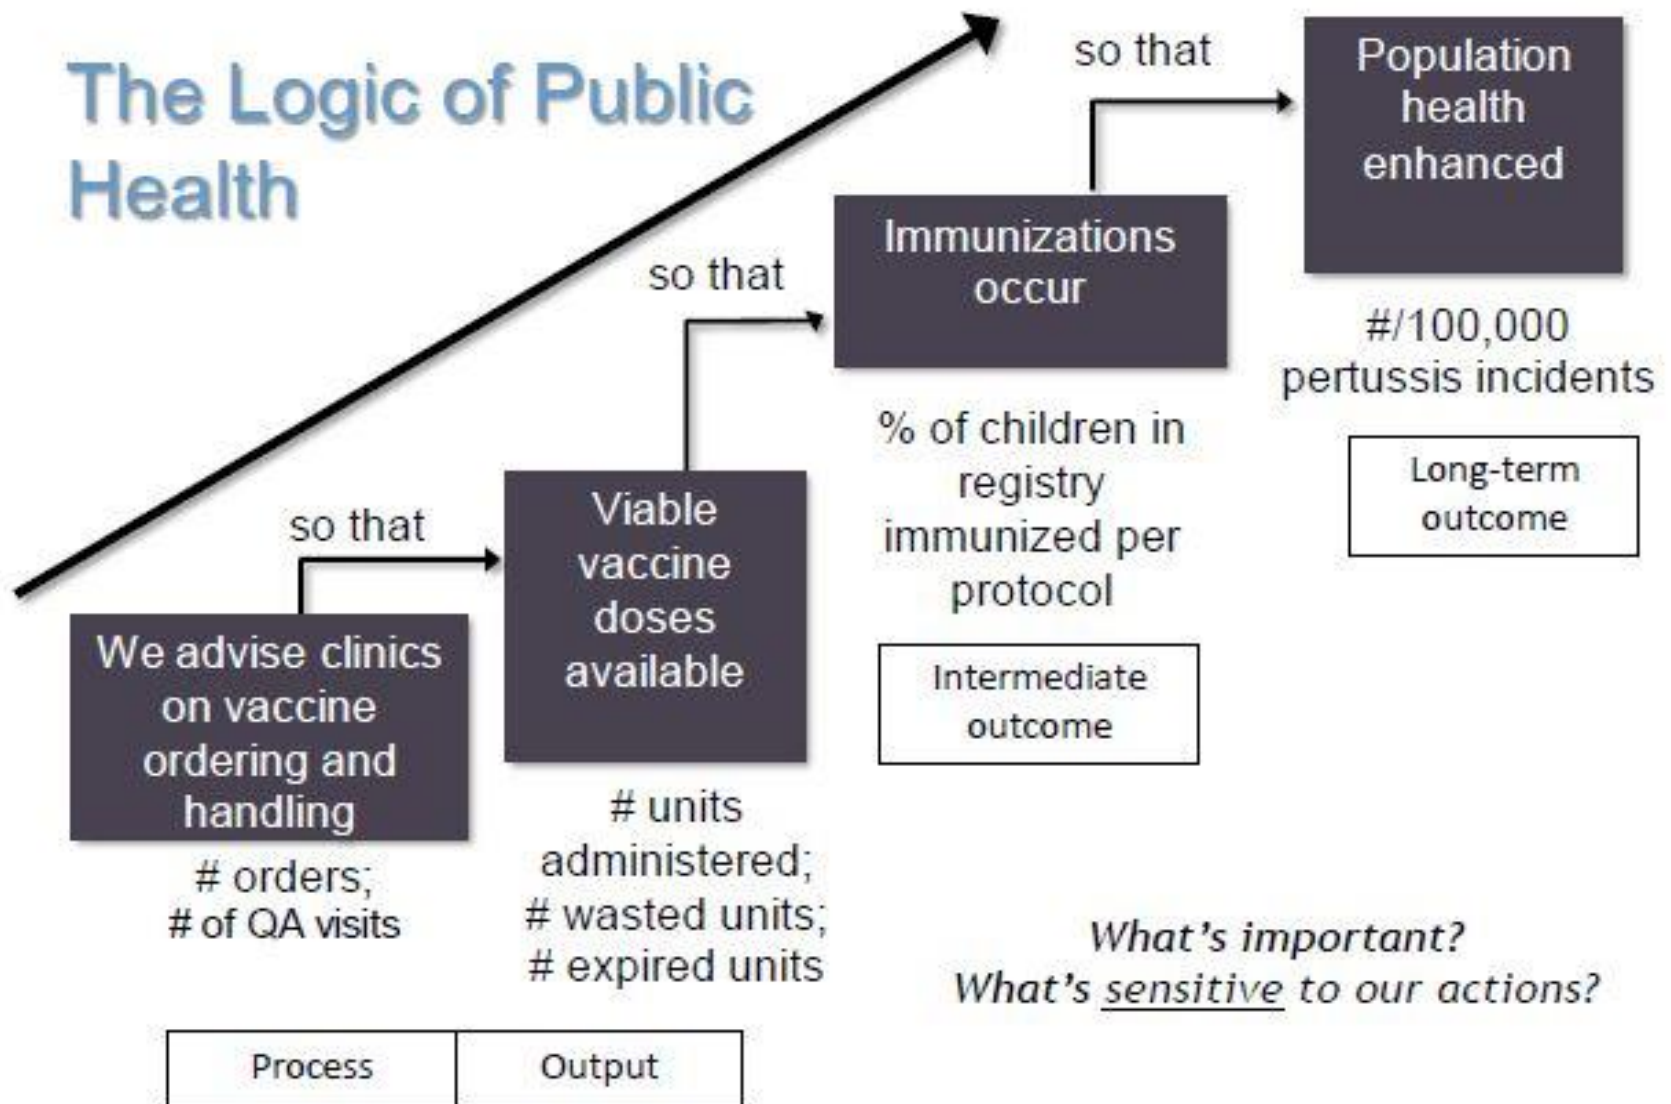 The Logic of Public
Health
so that
Population
health
enhanced
#/100,000
pertussis incidents
Long-term
outcome
so that
Immunizations
occur
% of children in
registry
immunized per
protocol
Intermediate
outcome
so that
Viable
vaccine
doses
available
# units
administered;
# wasted units;
# expired units
We advise clinics
on vaccine
ordering and
handling
# orders;
# of QA visits
What's important?
What's sensitive to our actions?
Process
Output